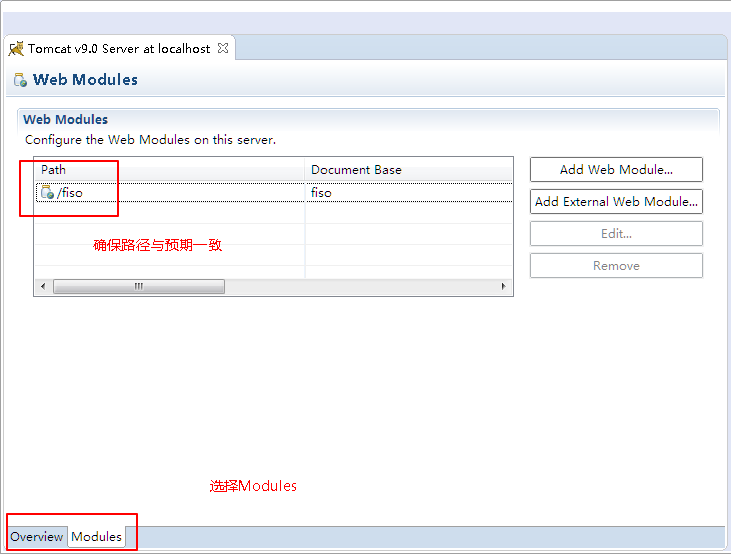 Tomcat v9.0 Server at localhost
Web Modules
Web Modules
Configure the Web Modules on this server.
Path Document Base
/fiso fiso
Add Web Module...
Add External Web Module...
Edit...
Remove
确保路径与预期一致
选择Modules
Overview Modules